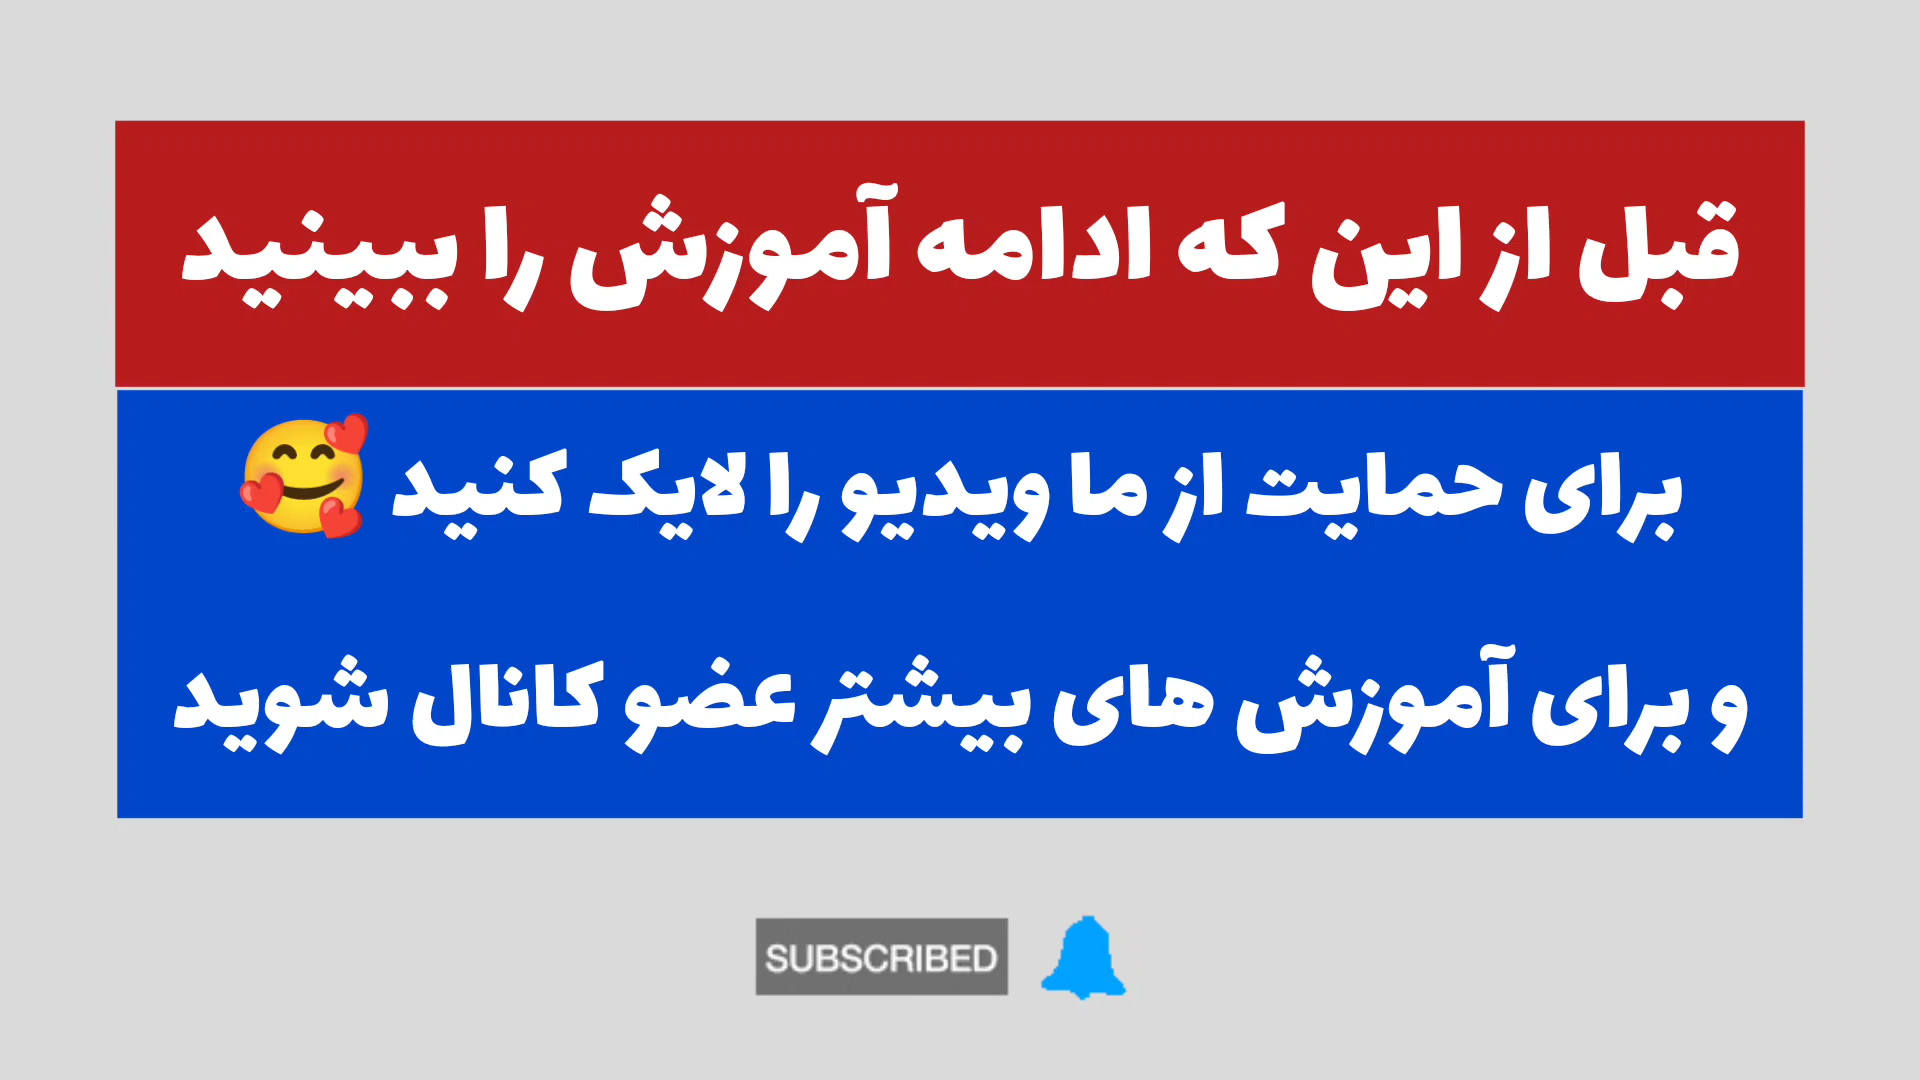 قبل از این که ادامه آموزش را ببینید
برای حمایت از ما ویدیو را لایک کنید 🥰
و برای آموزش های بیشتر عضو کانال شوید
SUBSCRIBED